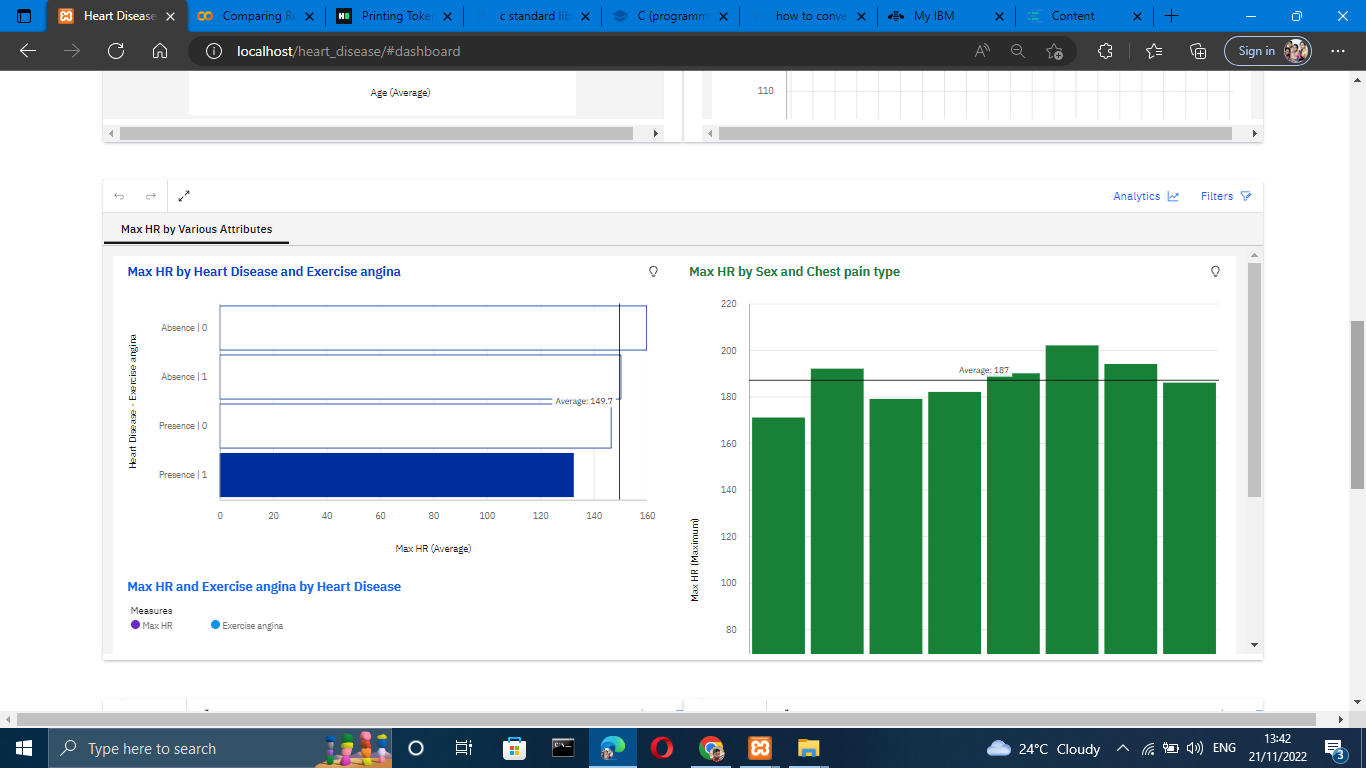 Heart Disease
Comparing R
Printing Toke
c standard lib
C (programm
how to conve
My IBM
Content
localhost/heart_disease/#dashboard
Sign in
Age (Average)
110
Analytics
Filters
Max HR by Various Attributes
Max HR by Heart Disease and Exercise angina
Heart Disease - Exercise angina
Absence | 0
Absence | 1
Average: 149.7
Presence | 0
Presence | 1
0 20 40 60 80 100 120 140 160
Max HR (Average)
Max HR and Exercise angina by Heart Disease
Measures
Max HR
Exercise angina
Max HR by Sex and Chest pain type
Max HR (Maximum)
220
200
Average: 187
180
160
140
120
100
80
Type here to search
24°C Cloudy
ENG
13:42
21/11/2022
3